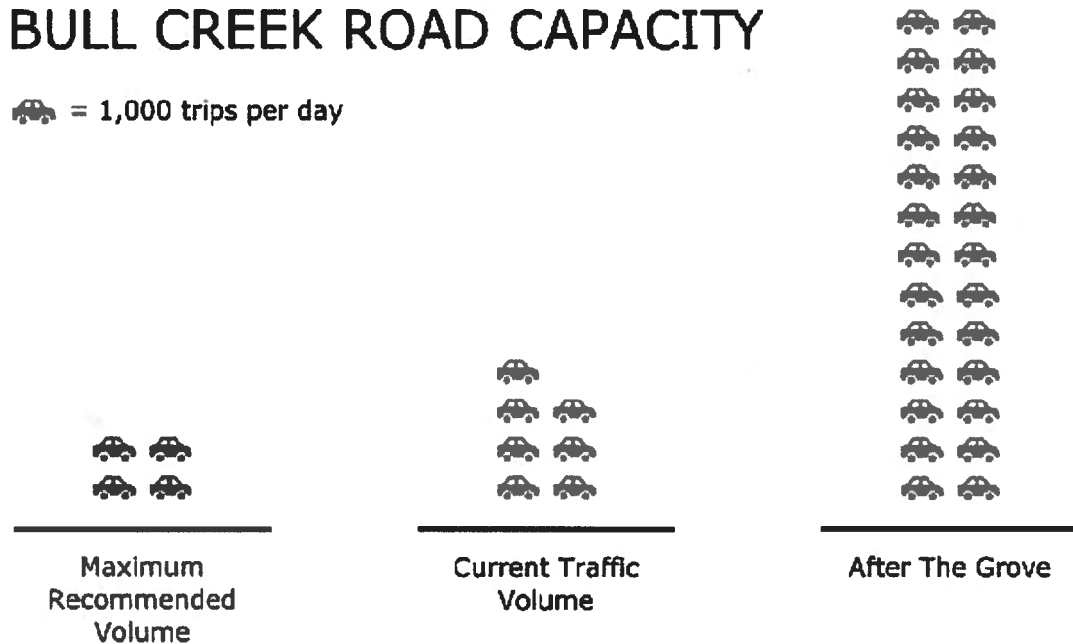 BULL CREEK ROAD CAPACITY
= 1,000 trips per day
Maximum
Recommended
Volume
Current Traffic
Volume
After The Grove